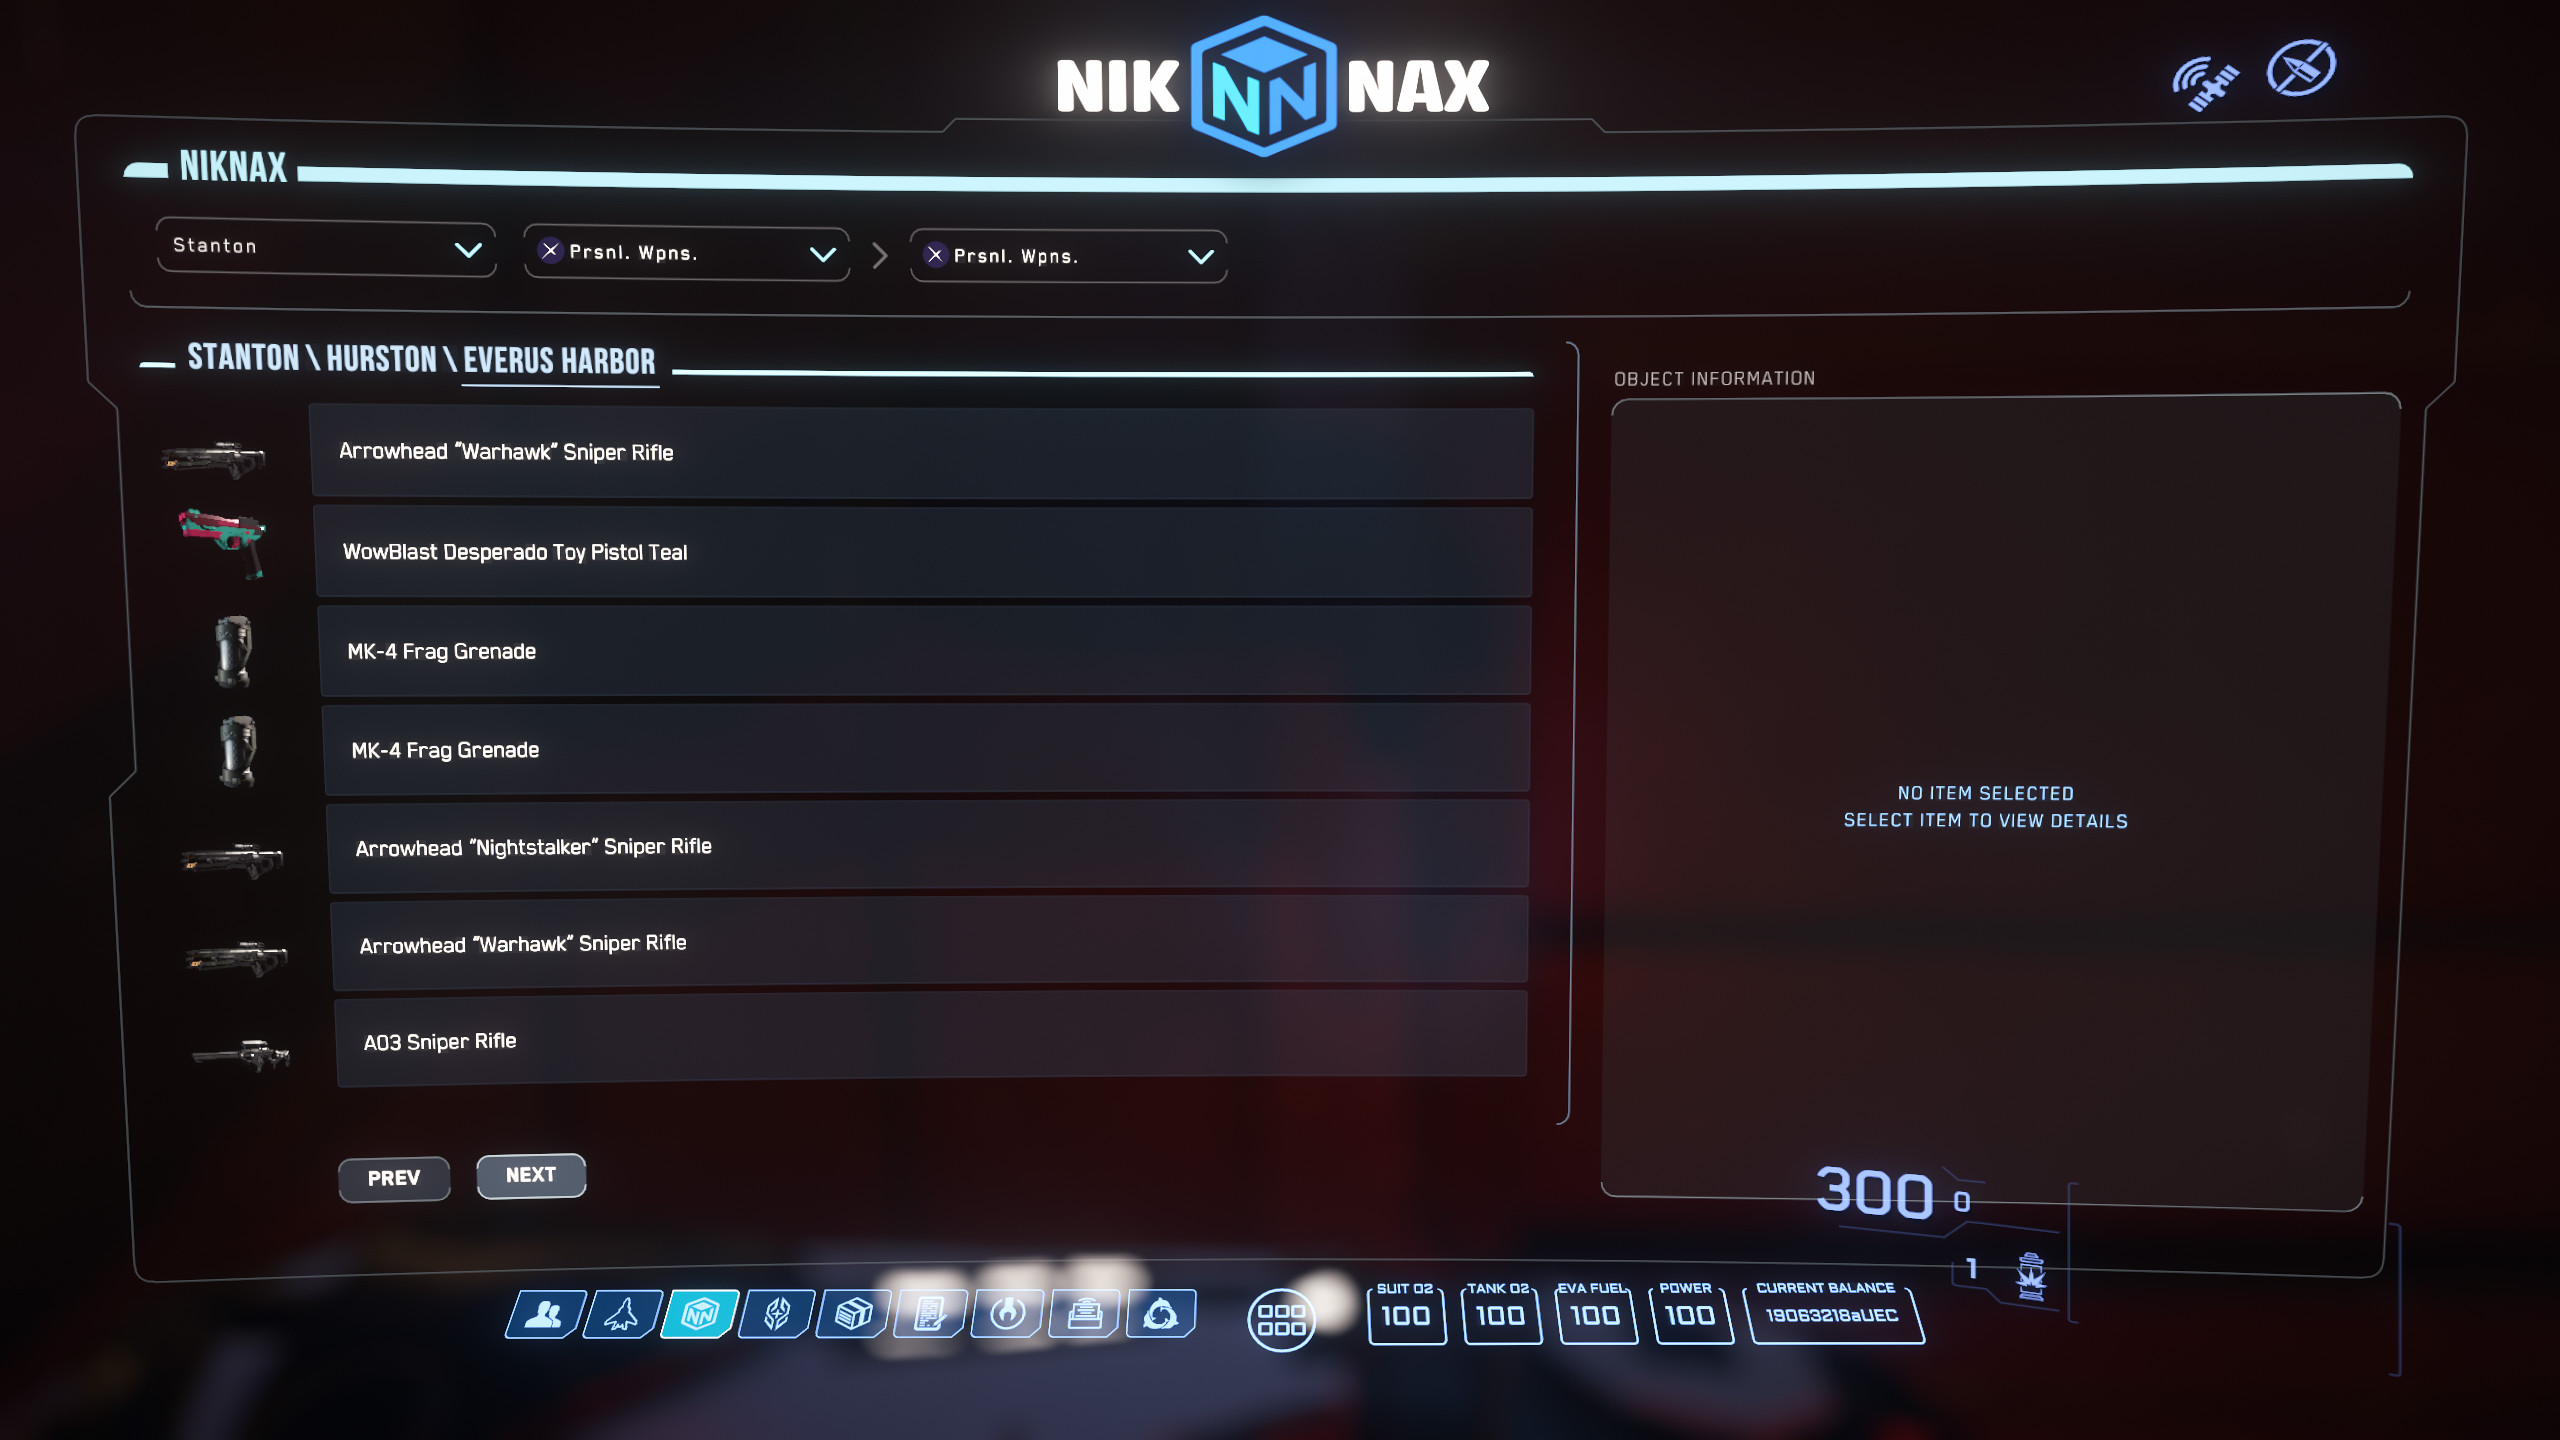 NIK NN NAX
NIKNAX
Stanton
Prsnl. Wpns.
Prsnl. Wpns.
STANTON \ HURSTON \ EVERUS HARBOR
Arrowhead "Warhawk" Sniper Rifle
WowBlast Desperado Toy Pistol Teal
MK-4 Frag Grenade
MK-4 Frag Grenade
Arrowhead "Nightstalker" Sniper Rifle
Arrowhead "Warhawk" Sniper Rifle
A03 Sniper Rifle
PREV
NEXT
OBJECT INFORMATION
NO ITEM SELECTED
SELECT ITEM TO VIEW DETAILS
300 0
1
NN
SUIT O2
100
TANK O2
100
EVA FUEL
100
POWER
100
CURRENT BALANCE
19063218aUEC